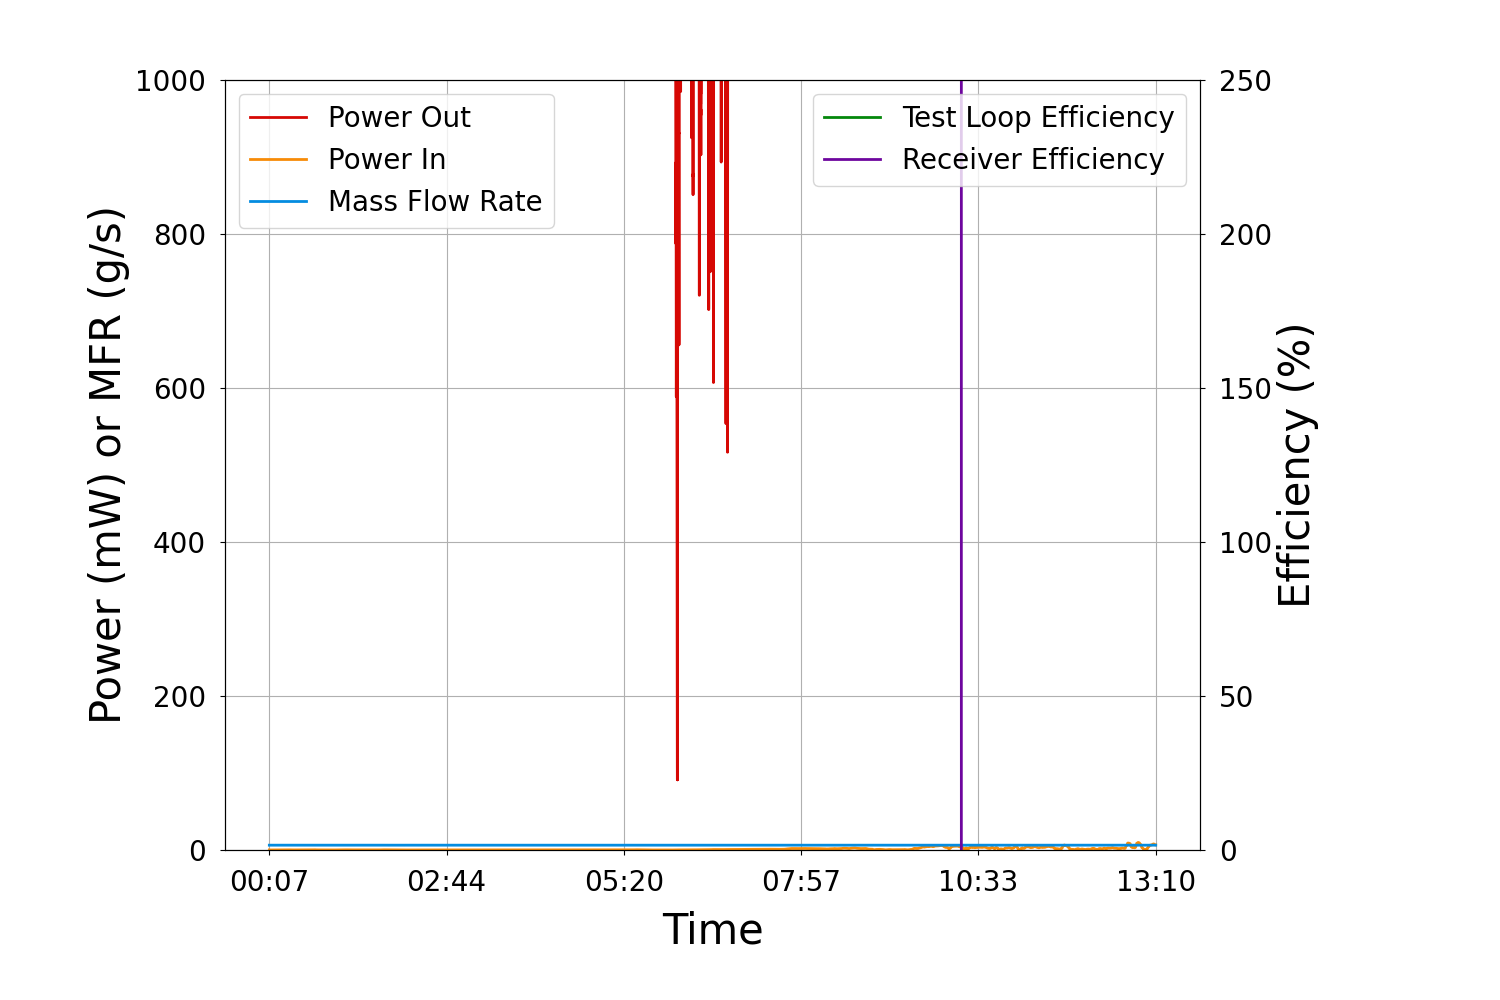 1000
800
600
400
200
0
Power (mW) or MFR (g/s)
Power Out
Power In
Mass Flow Rate
Test Loop Efficiency
Receiver Efficiency
250
200
150
100
50
0
Efficiency (%)
00:07 02:44 05:20 07:57 10:33 13:10
Time